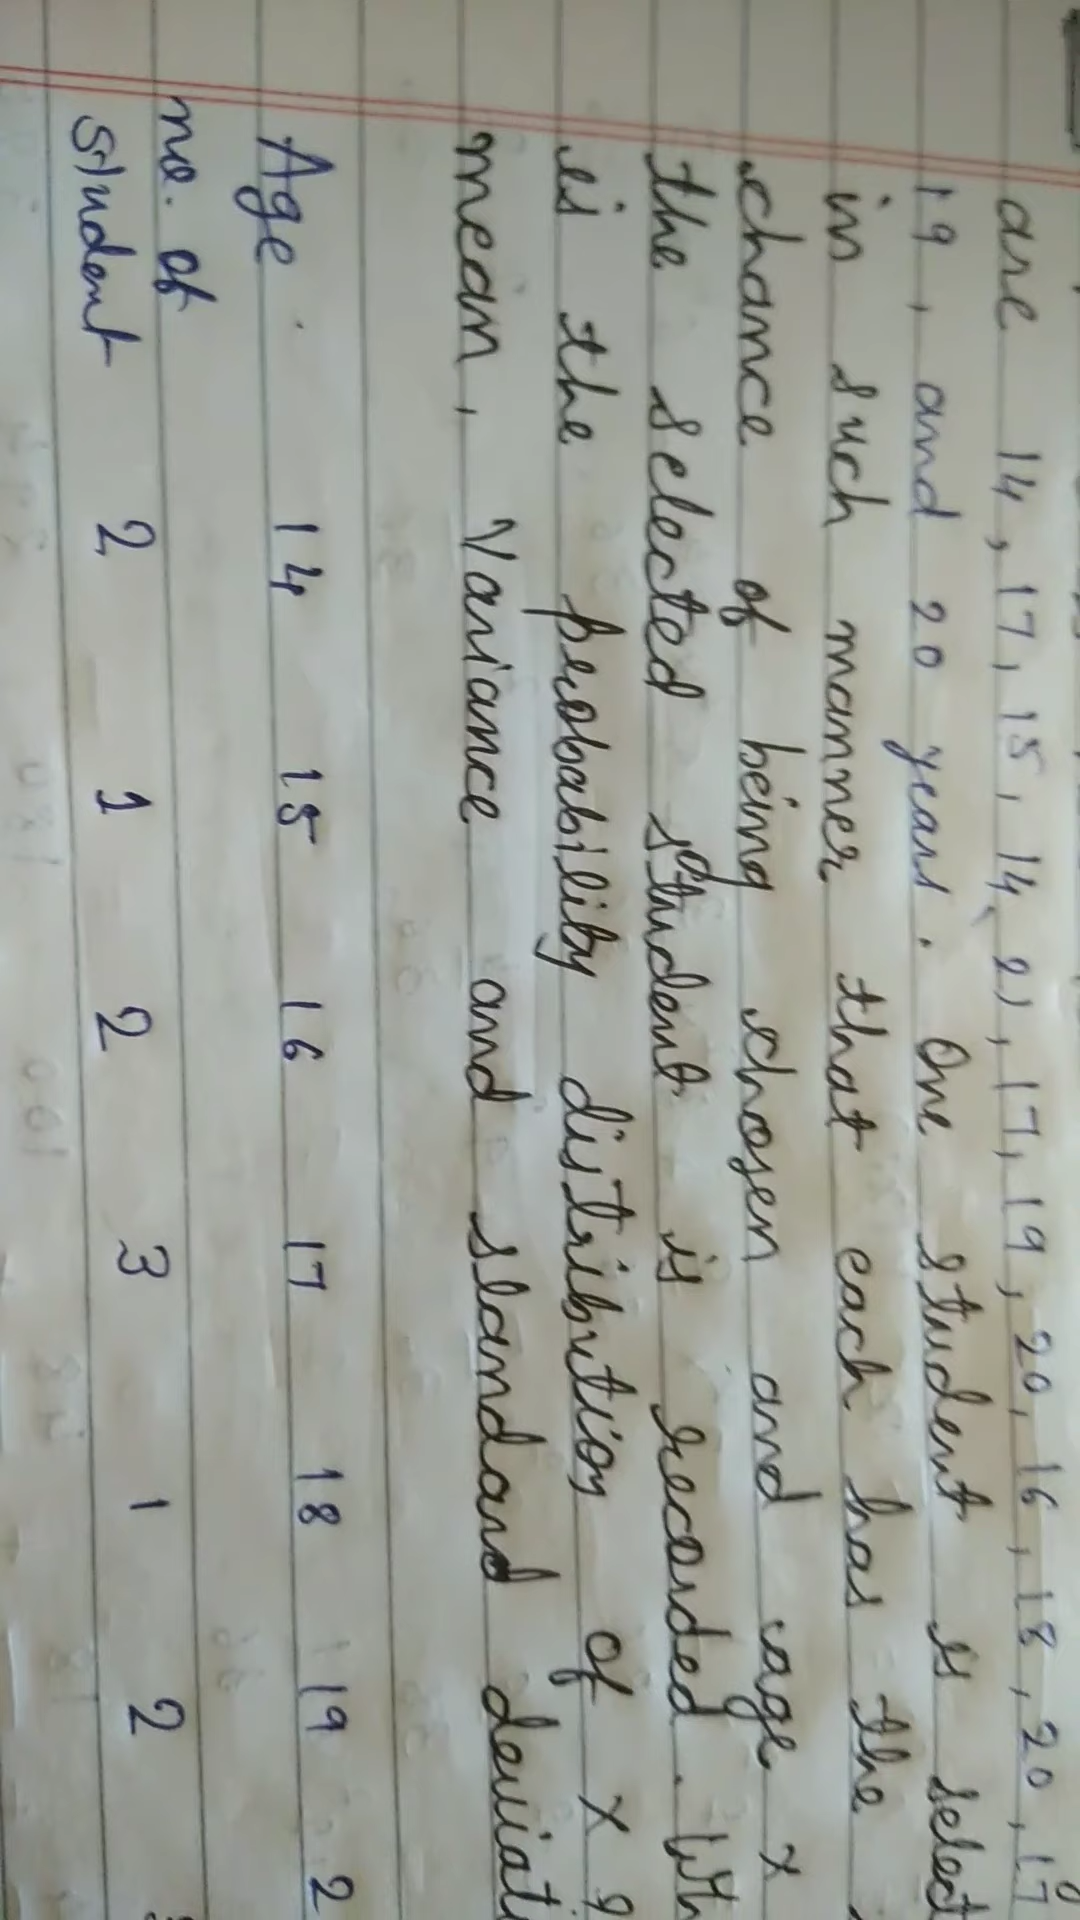 are 14, 17, 15, 14, 21, 17, 19, 20, 16, 18, 20, 17
19, and 20 years. One student is select
in such manner that each has the
chance of being chosen and age x
the selected student is recorded. Wh
is the probability distribution of x ?
mean, Variance and standard deviat
Age 14 15 16 17 18 19 2
no. of
student 2 1 2 3 1 2